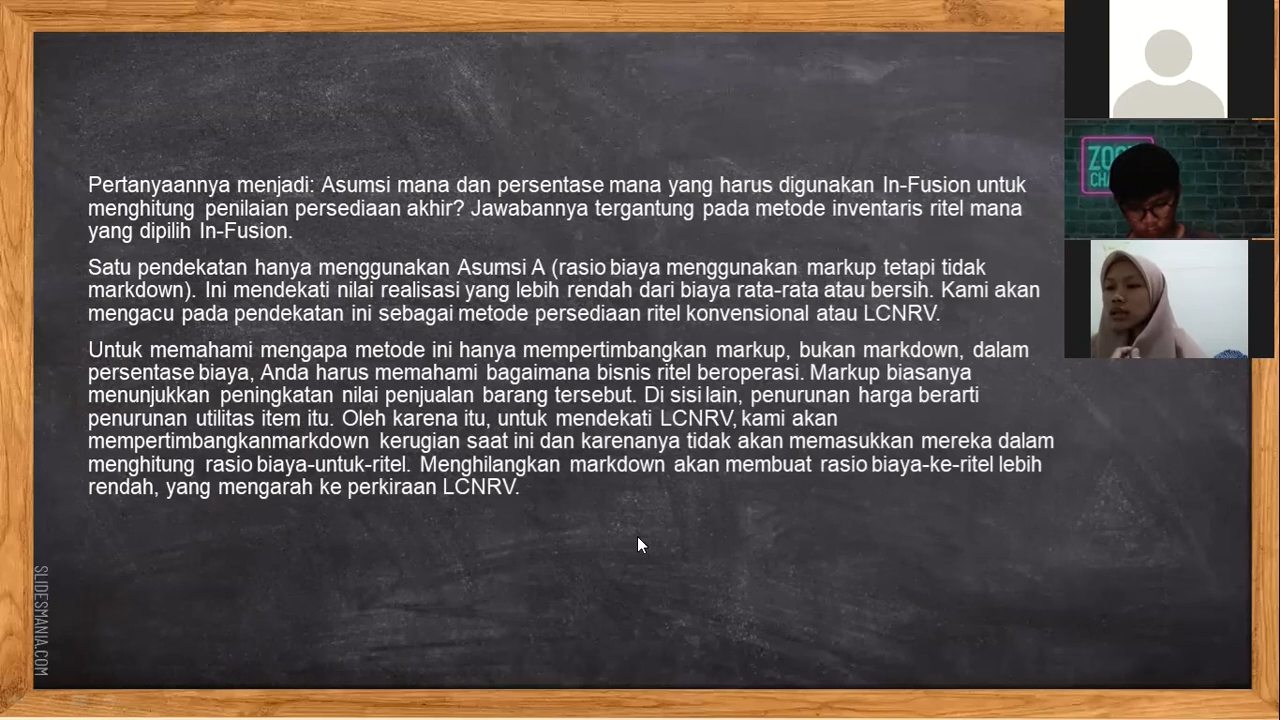 Pertanyaannya menjadi: Asumsi mana dan persentase mana yang harus digunakan In-Fusion untuk
menghitung penilaian persediaan akhir? Jawabannya tergantung pada metode inventaris ritel mana
yang dipilih In-Fusion.
Satu pendekatan hanya menggunakan Asumsi A (rasio biaya menggunakan markup tetapi tidak
markdown). Ini mendekati nilai realisasi yang lebih rendah dari biaya rata-rata atau bersih. Kami akan
mengacu pada pendekatan ini sebagai metode persediaan ritel konvensional atau LCNRV.
Untuk memahami mengapa metode ini hanya mempertimbangkan markup, bukan markdown, dalam
persentase biaya, Anda harus memahami bagaimana bisnis ritel beroperasi. Markup biasanya
menunjukkan peningkatan nilai penjualan barang tersebut. Di sisi lain, penurunan harga berarti
penurunan utilitas item itu. Oleh karena itu, untuk mendekati LCNRV, kami akan
mempertimbangkanmarkdown kerugian saat ini dan karenanya tidak akan memasukkan mereka dalam
menghitung rasio biaya-untuk-ritel. Menghilangkan markdown akan membuat rasio biaya-ke-ritel lebih
rendah, yang mengarah ke perkiraan LCNRV.
SLIDESMANIA.COM